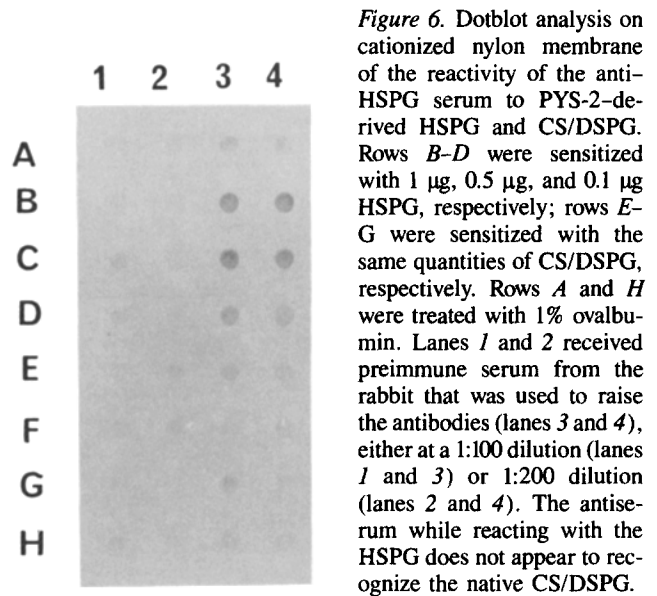 1 2 3 4
A
B
C
D
E
F
G
H
Figure 6. Dotblot analysis on
cationized nylon membrane
of the reactivity of the anti–
HSPG serum to PYS-2–de-
rived HSPG and CS/DSPG.
Rows B–D were sensitized
with 1 µg, 0.5 µg, and 0.1 µg
HSPG, respectively; rows E–
G were sensitized with the
same quantities of CS/DSPG,
respectively. Rows A and H
were treated with 1% ovalbu-
min. Lanes 1 and 2 received
preimmune serum from the
rabbit that was used to raise
the antibodies (lanes 3 and 4),
either at a 1:100 dilution (lanes
1 and 3) or 1:200 dilution
(lanes 2 and 4). The antise-
rum while reacting with the
HSPG does not appear to rec-
ognize the native CS/DSPG.